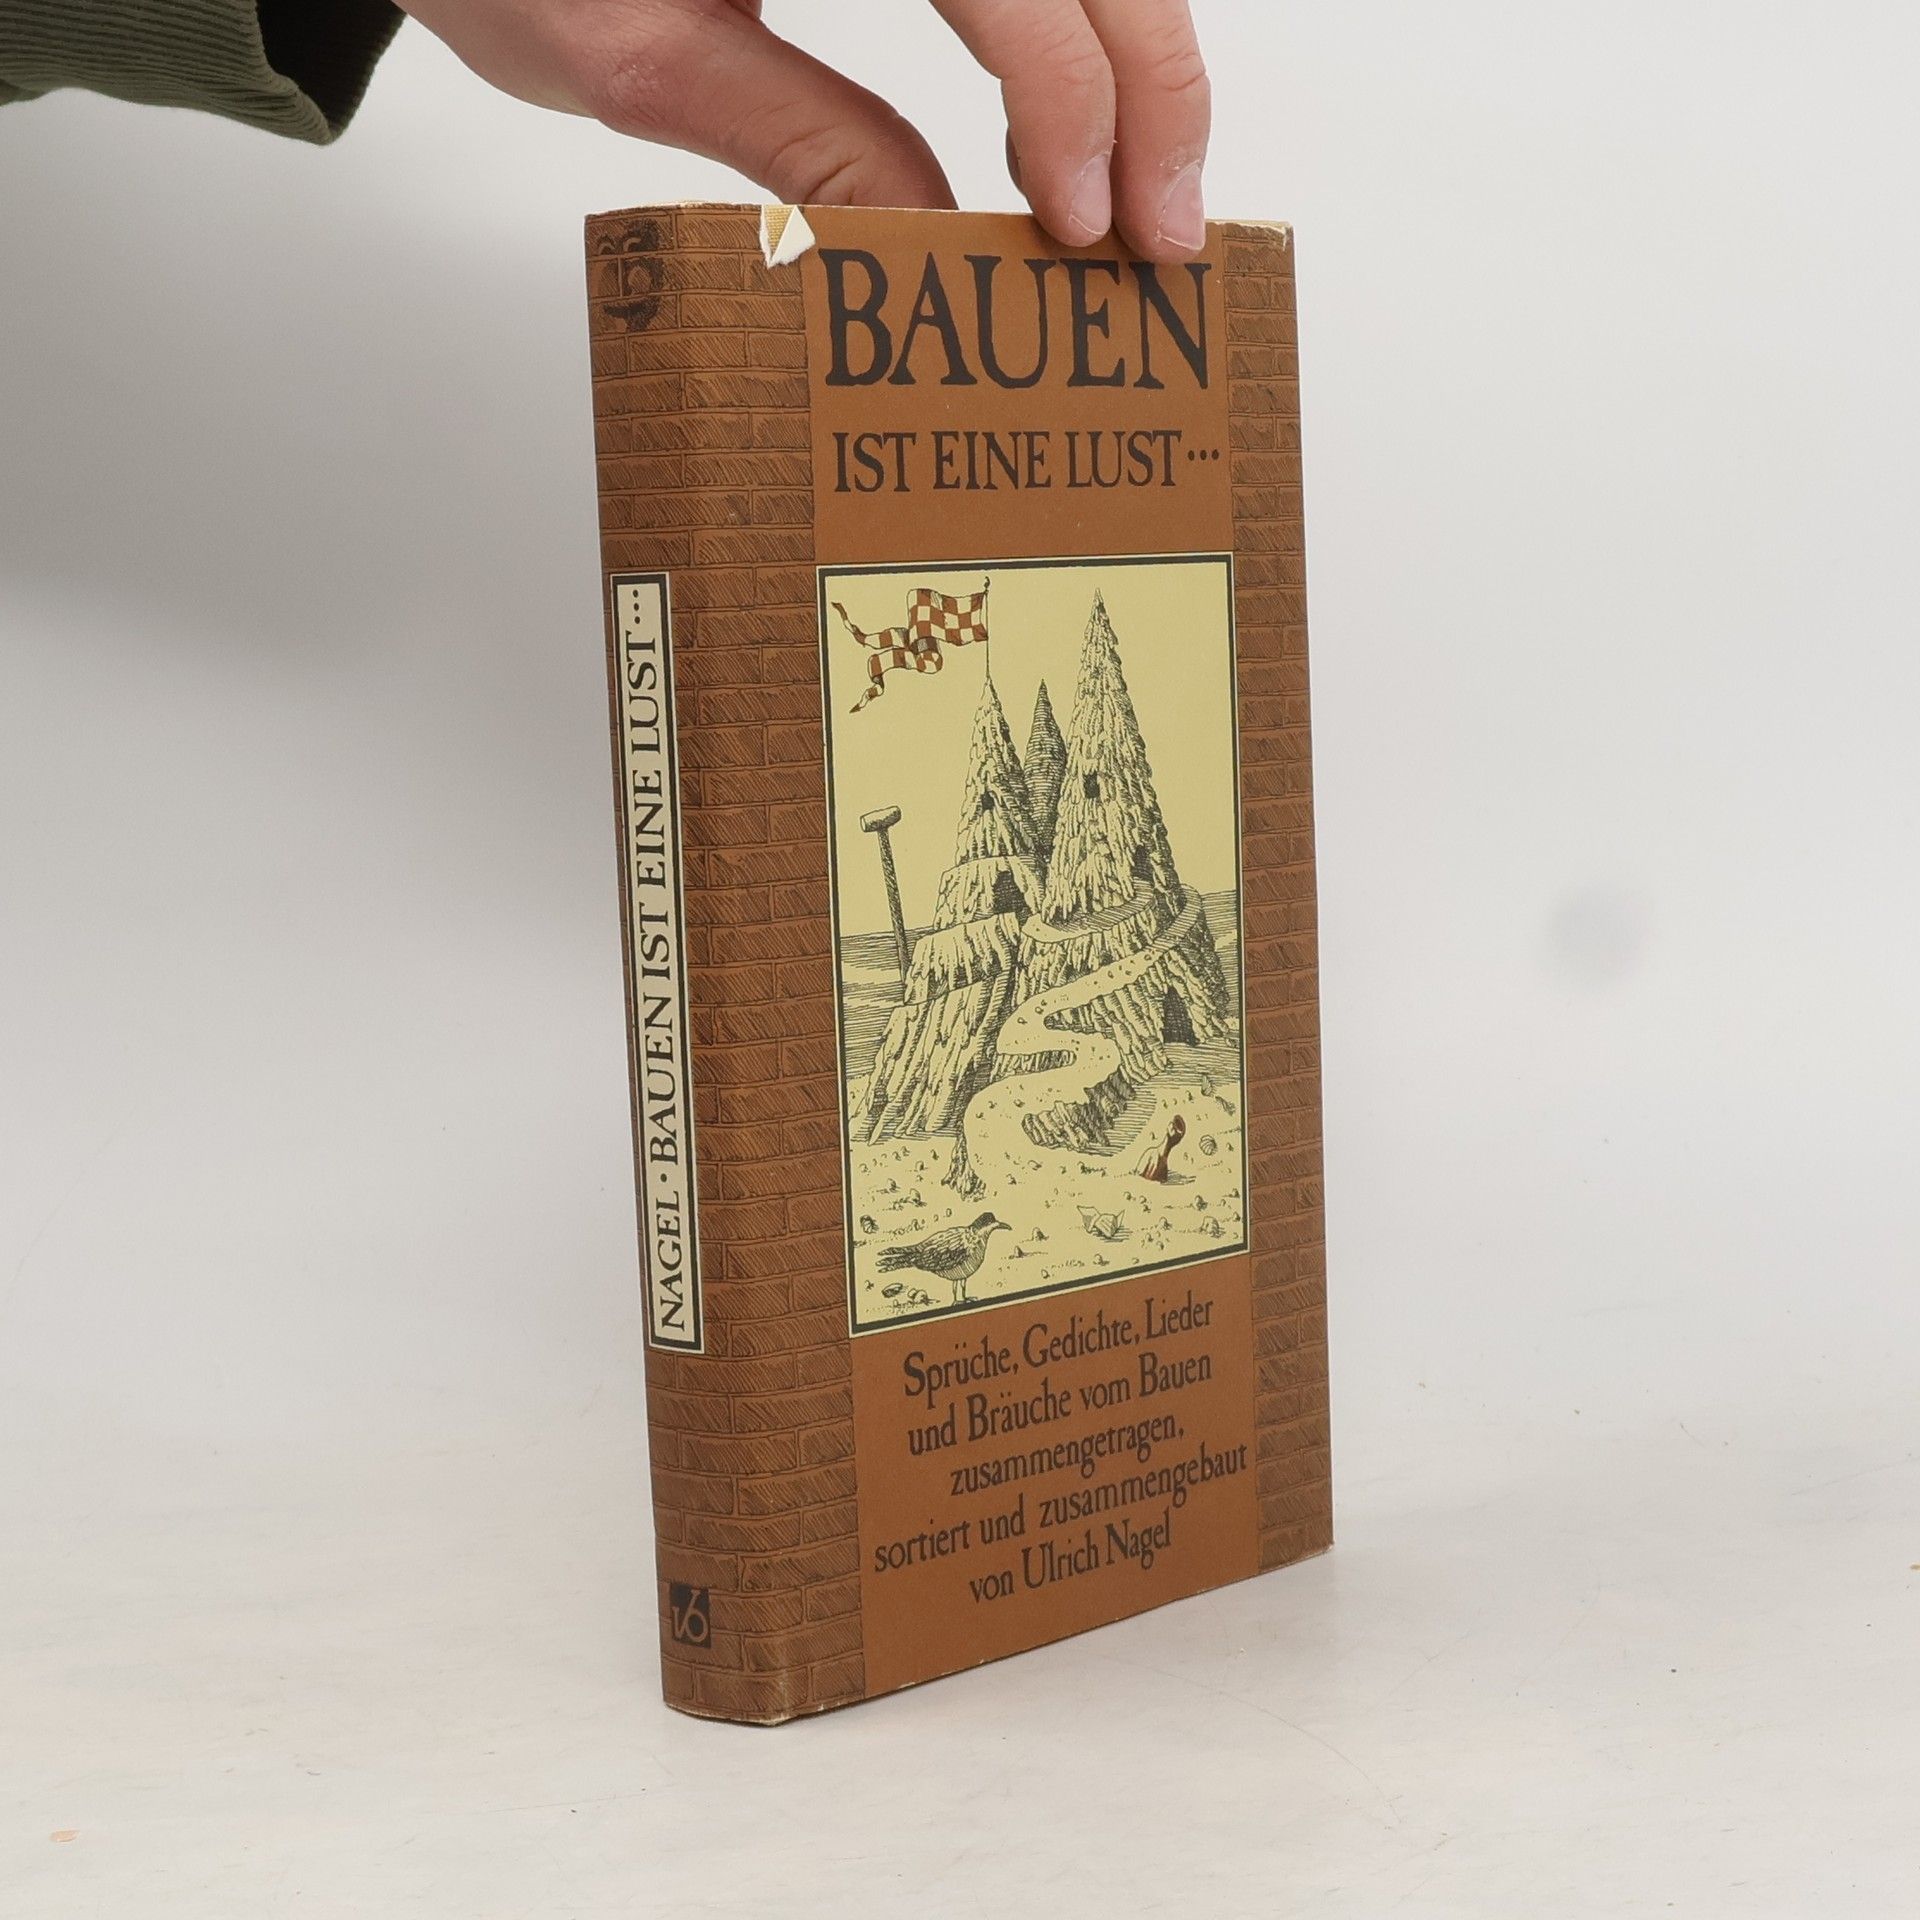 BAUEN
IST EINE LUST...
Sprüche, Gedichte, Lieder
und Bräuche vom Bauen
zusammengetragen,
sortiert und zusammengebaut
von Ulrich Nagel
NAGEL · BAUEN IST EINE LUST...